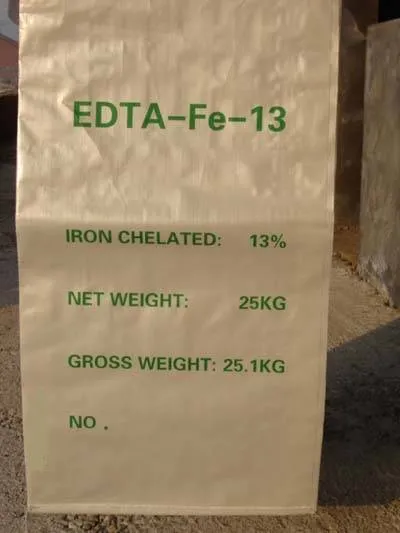 EDTA-Fe-13
IRON CHELATED: 13%
NET WEIGHT: 25KG
GROSS WEIGHT: 25.1KG
NO.